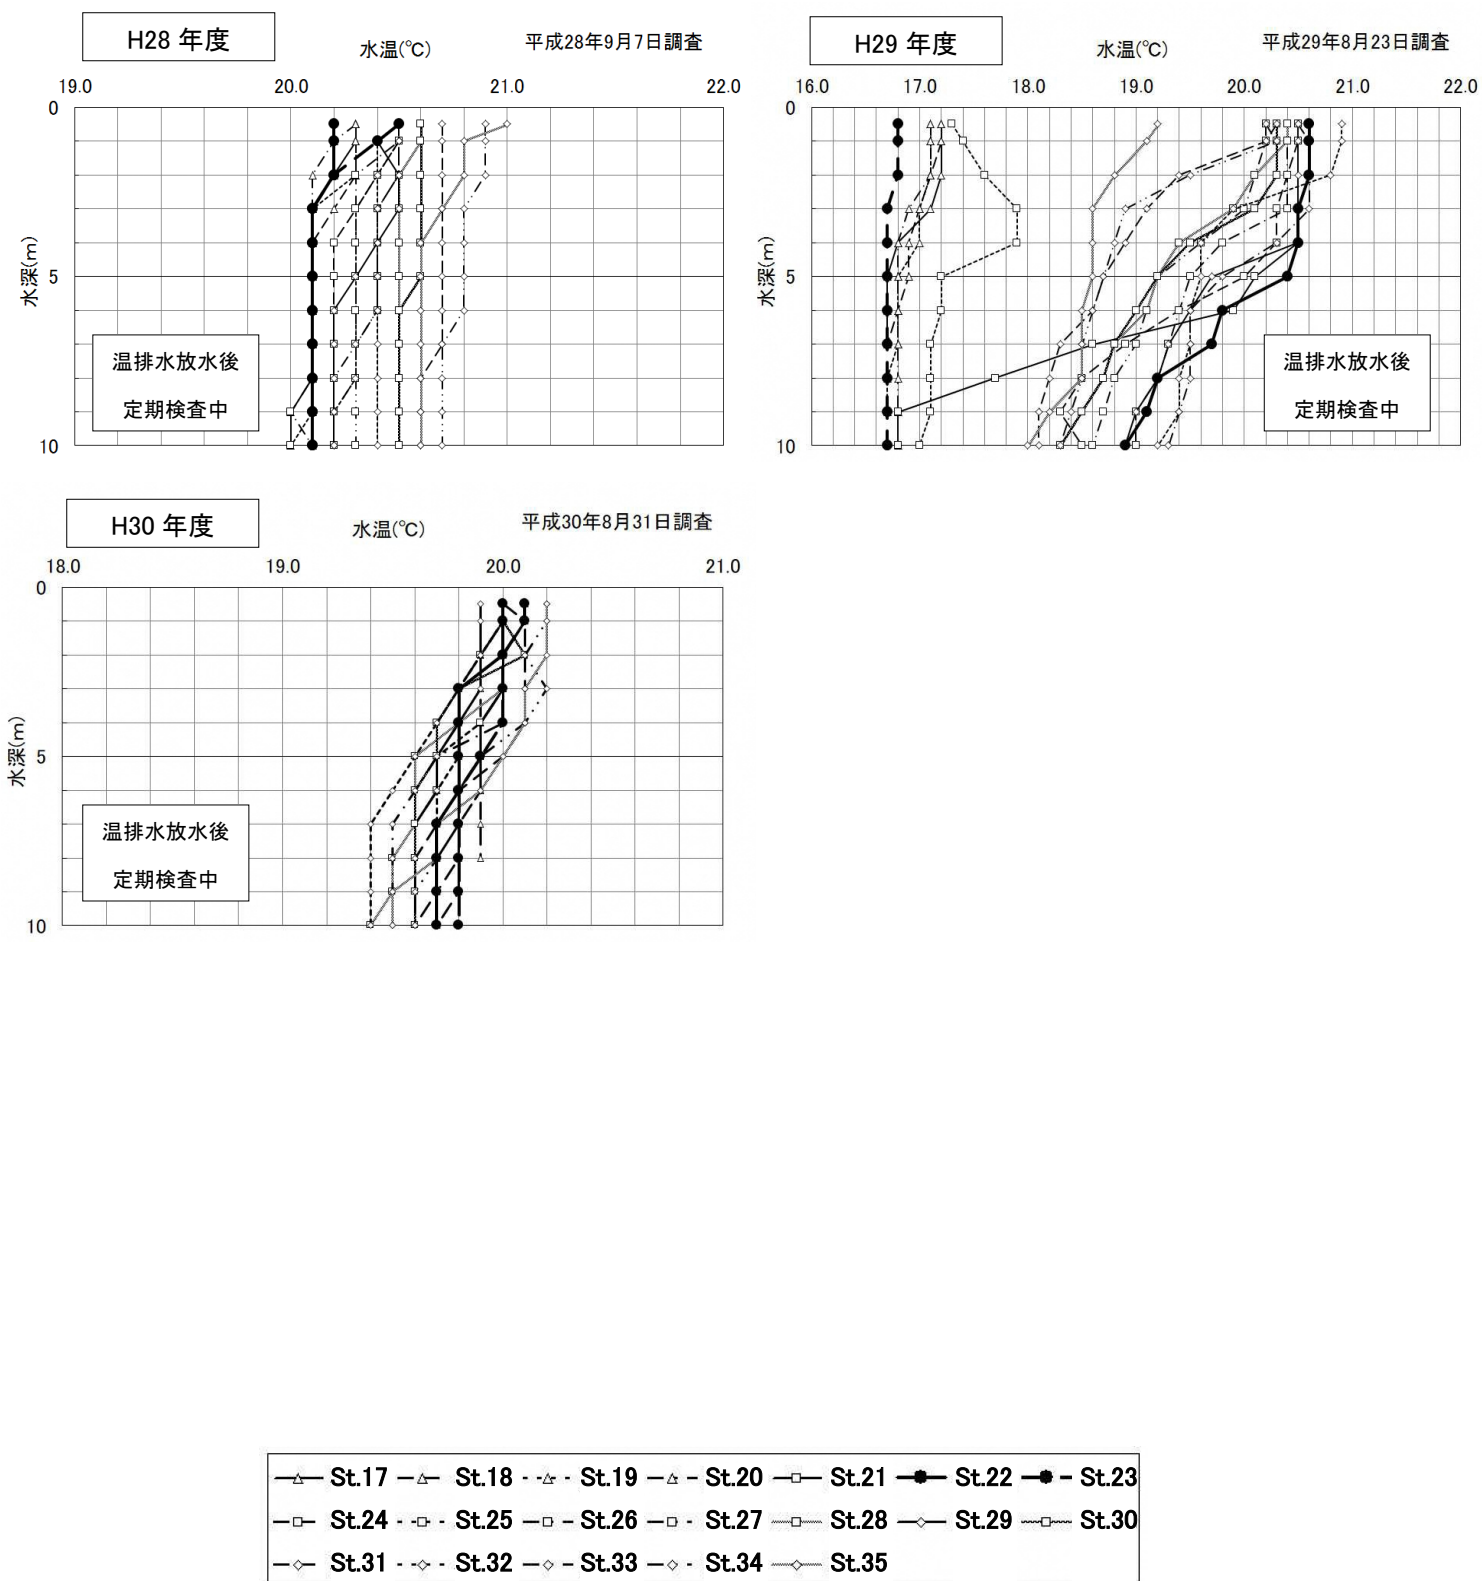 H28 年度
水温(℃)
平成28年9月7日調査
19.0 20.0 21.0 22.0
0
5
10
水深(m)
温排水放水後
定期検査中
H29 年度
水温(℃)
平成29年8月23日調査
16.0 17.0 18.0 19.0 20.0 21.0 22.0
0
5
10
水深(m)
温排水放水後
定期検査中
H30 年度
水温(℃)
平成30年8月31日調査
18.0 19.0 20.0 21.0
0
5
10
水深(m)
温排水放水後
定期検査中
St.17 St.18 St.19 St.20 St.21 St.22 St.23
St.24 St.25 St.26 St.27 St.28 St.29 St.30
St.31 St.32 St.33 St.34 St.35